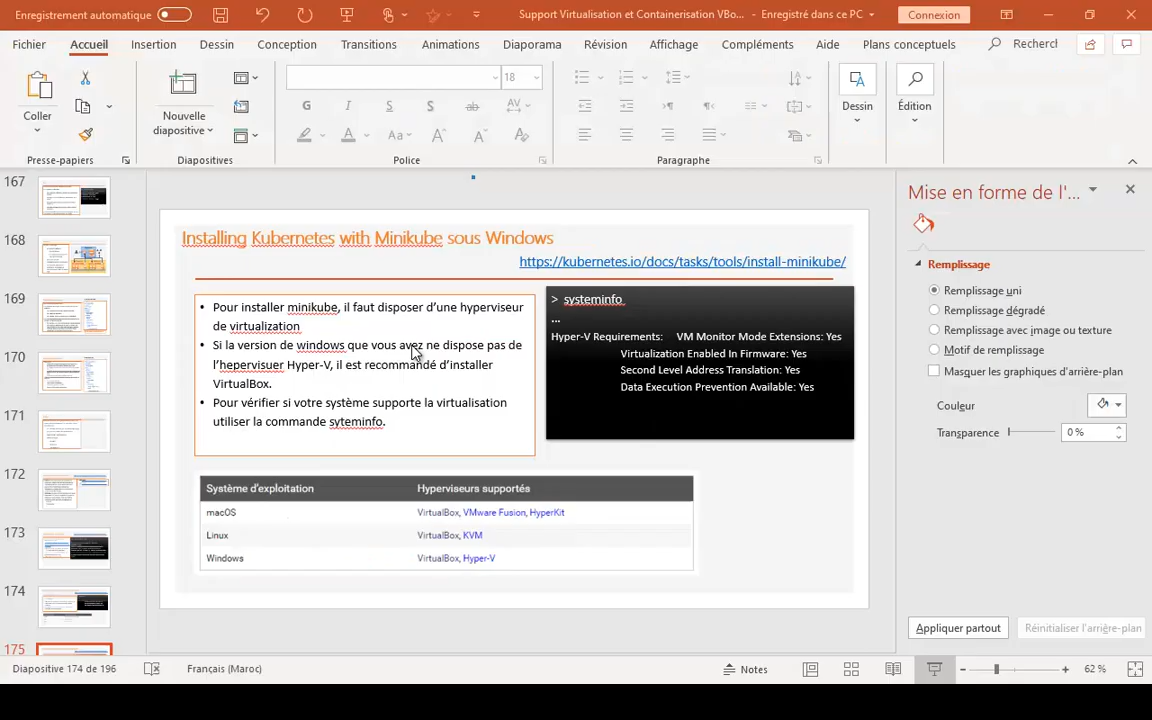 Enregistrement automatique
Support Virtualisation et Containerisation VBo... - Enregistré dans ce PC
Connexion
Fichier Accueil Insertion Dessin Conception Transitions Animations Diaporama Révision Affichage Compléments Aide Plans conceptuels Recherch
Coller
Nouvelle
diapositive
18
G I S S ab AV
A Aa A A A
Dessin
Édition
Presse-papiers Diapositives Police Paragraphe
167
168
169
170
171
172
173
174
175
Installing Kubernetes with Minikube sous Windows
https://kubernetes.io/docs/tasks/tools/install-minikube/
• Pour installer minikube, il faut disposer d'une hyperviseur
de virtualization
• Si la version de windows que vous avez ne dispose pas de
l'hepervisuer Hyper-V, il est recommandé d'installer
VirtualBox.
• Pour vérifier si votre système supporte la virtualisation
utiliser la commande syteminfo.
> systeminfo
...
Hyper-V Requirements: VM Monitor Mode Extensions: Yes
Virtualization Enabled In Firmware: Yes
Second Level Address Translation: Yes
Data Execution Prevention Available: Yes
Système d'exploitation Hyperviseurs supportés
macOS VirtualBox, VMware Fusion, HyperKit
Linux VirtualBox, KVM
Windows VirtualBox, Hyper-V
Mise en forme de l'...
Remplissage
Remplissage uni
Remplissage dégradé
Remplissage avec image ou texture
Motif de remplissage
Masquer les graphiques d'arrière-plan
Couleur
Transparence 0 %
Appliquer partout Réinitialiser l'arrière-plan
Diapositive 174 de 196 Français (Maroc) Notes 62 %